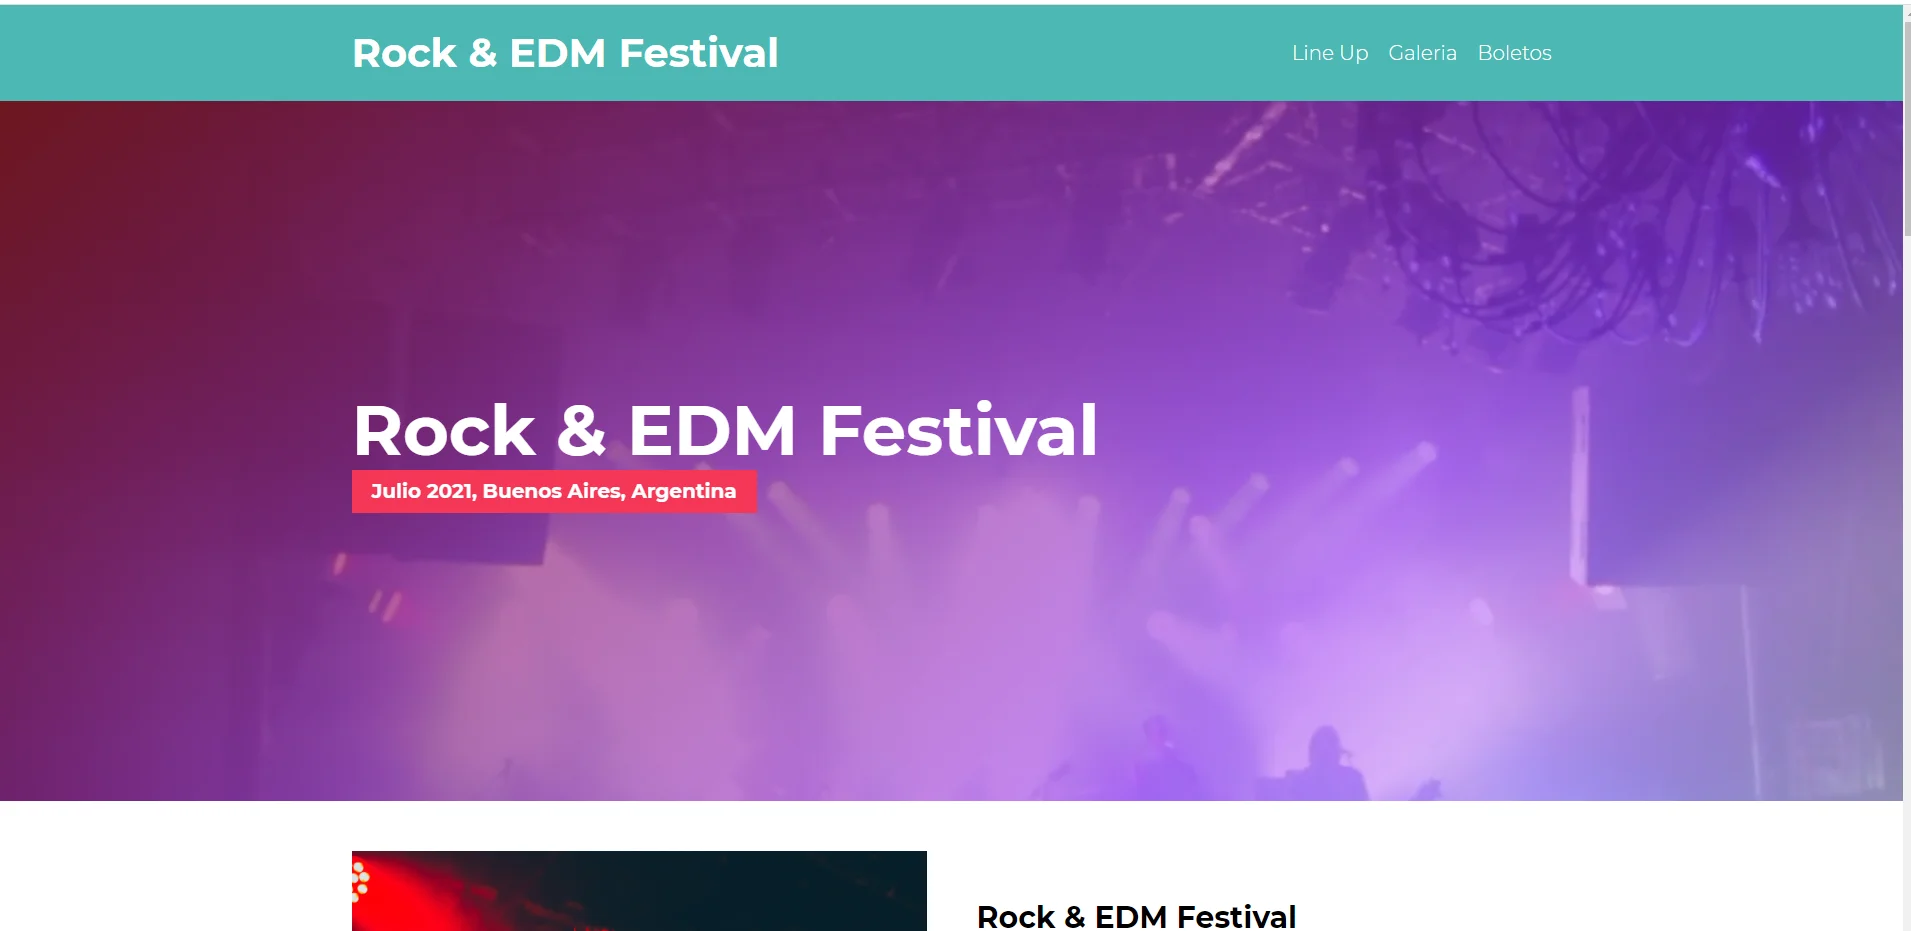 Rock & EDM Festival
Line Up Galeria Boletos
Rock & EDM Festival
Julio 2021, Buenos Aires, Argentina
Rock & EDM Festival